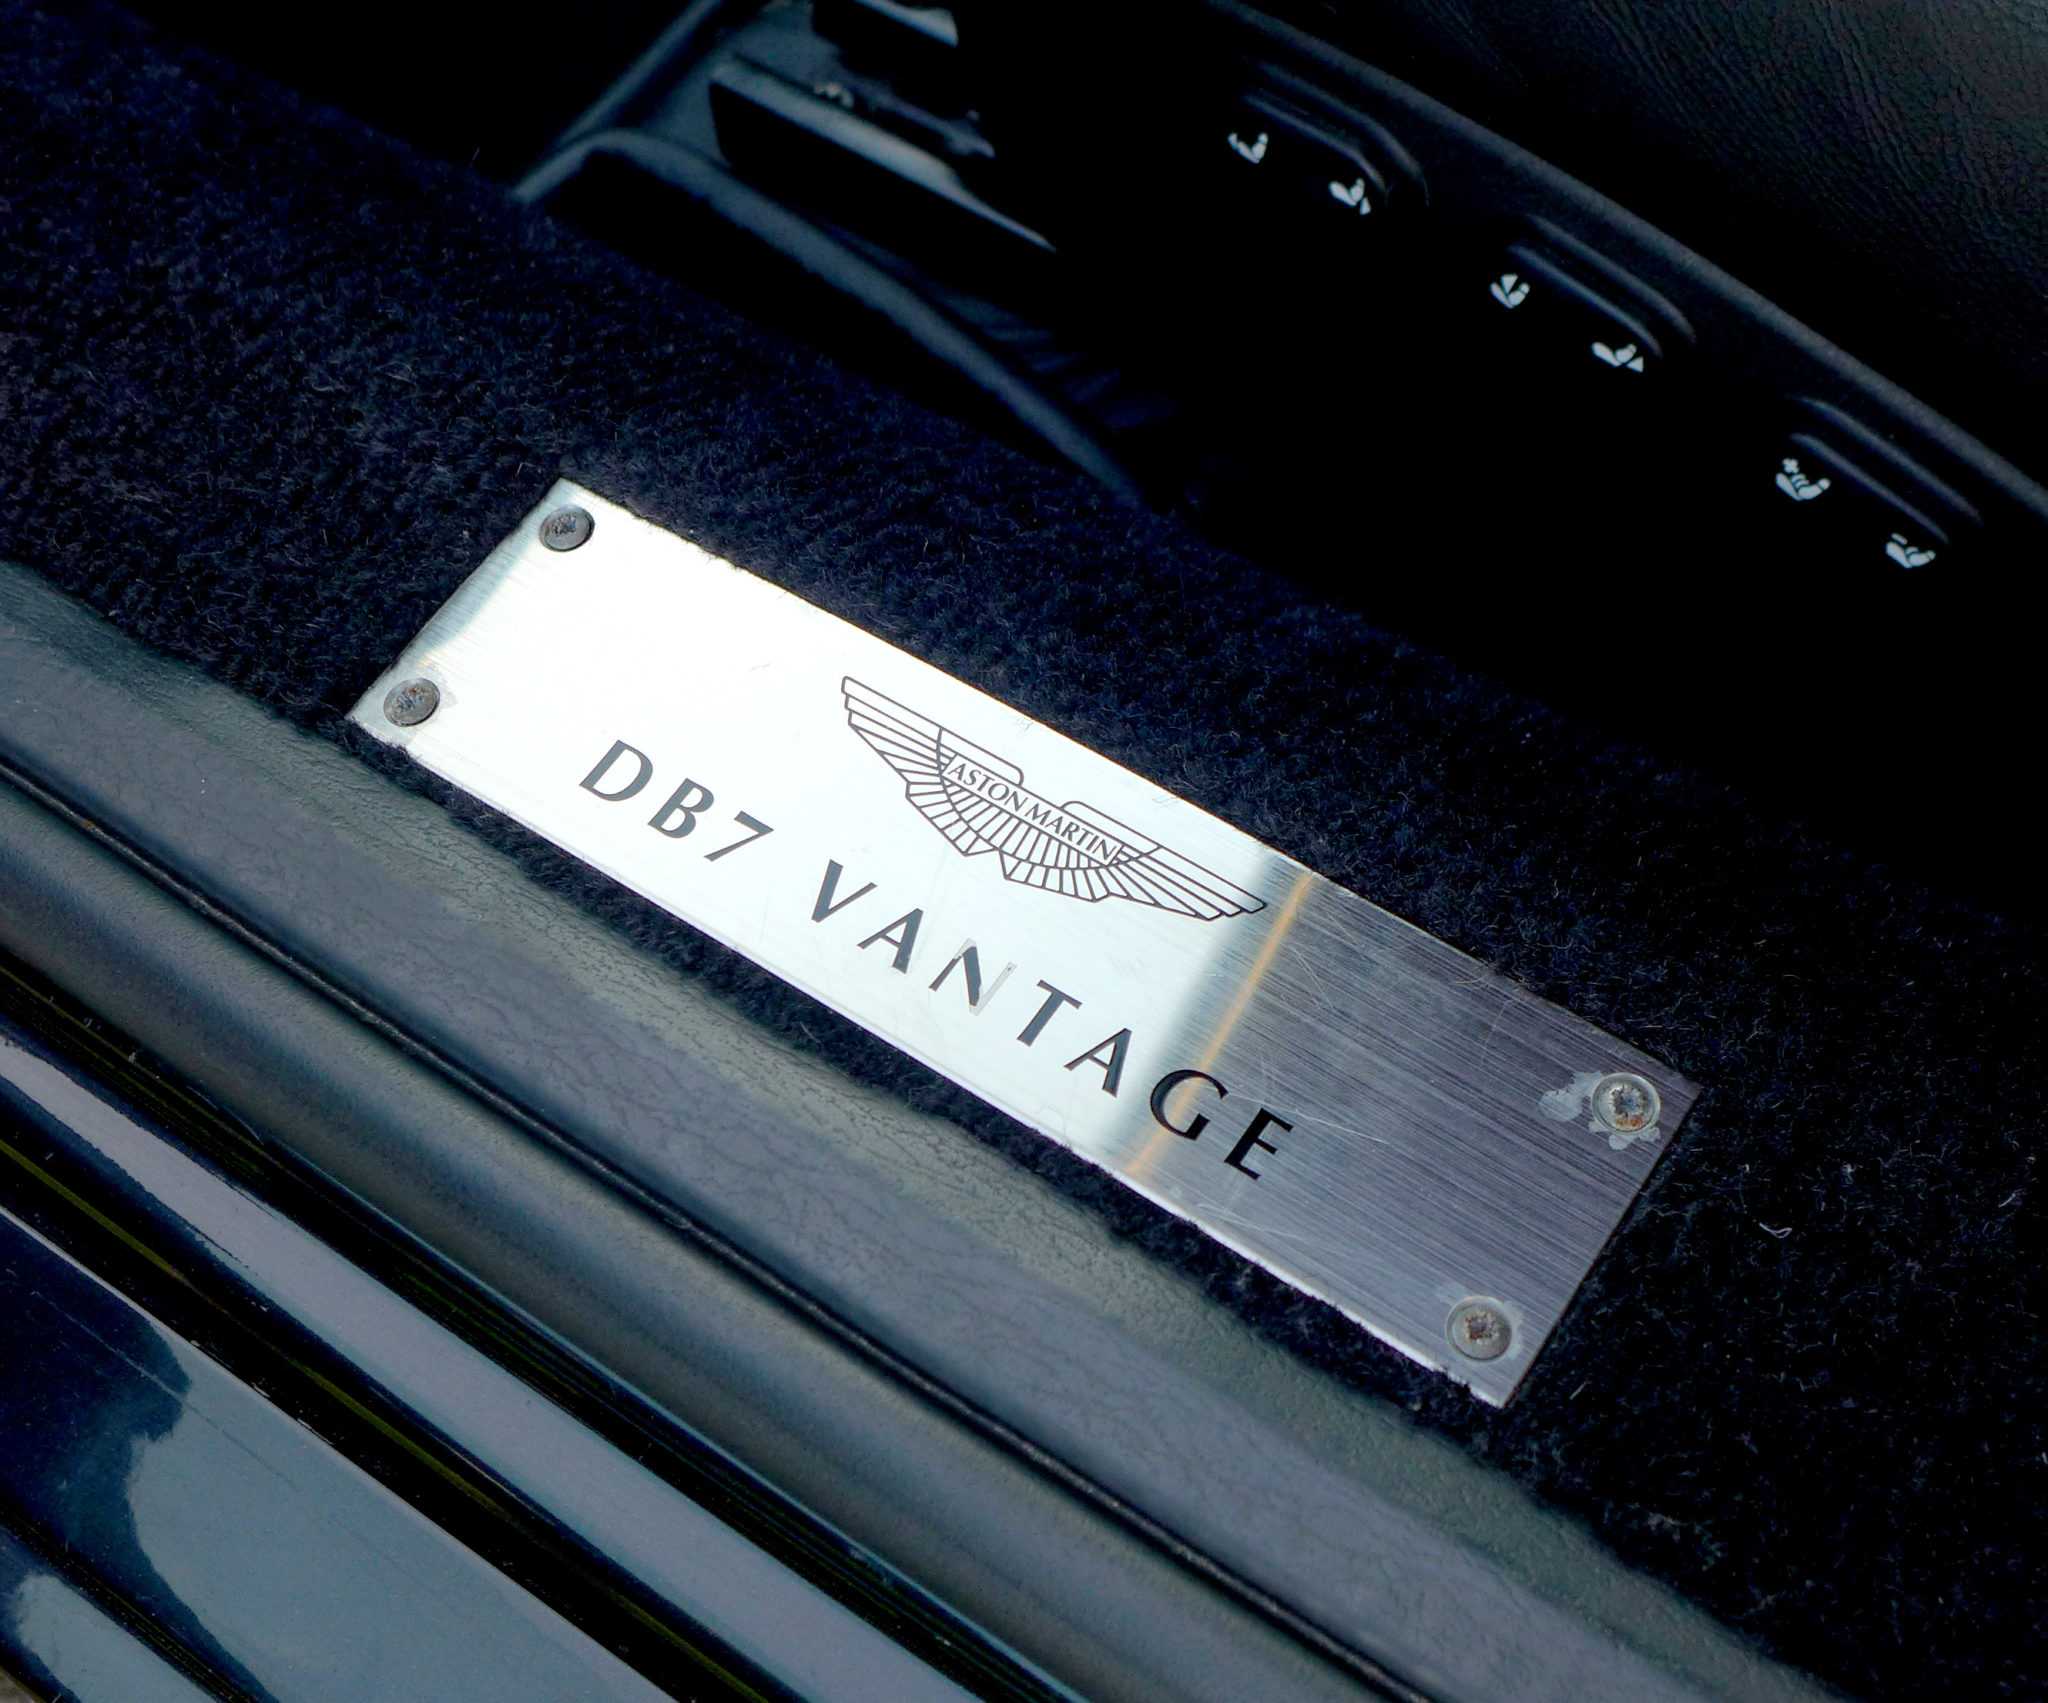 ASTON MARTIN
DB7 VANTAGE